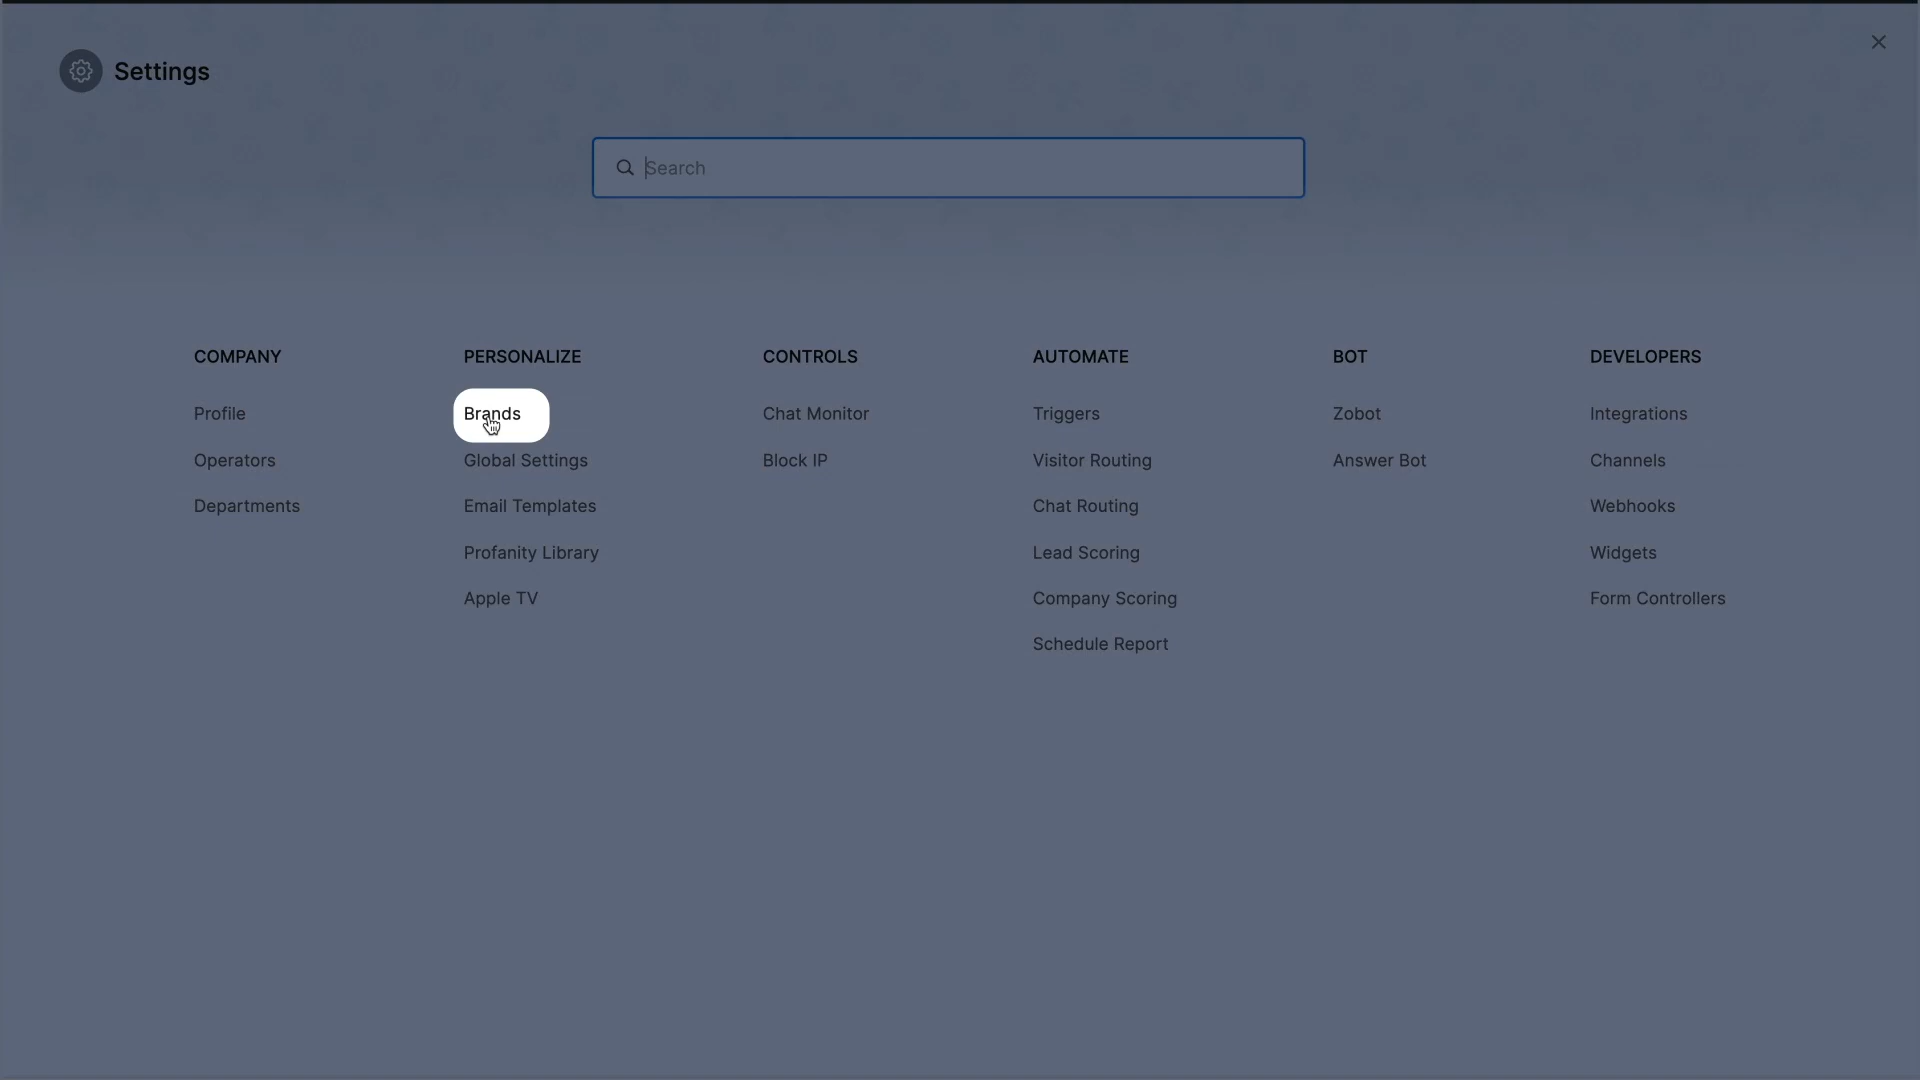 Settings
Search
COMPANY
Profile
Operators
Departments
PERSONALIZE
Brands
Global Settings
Email Templates
Profanity Library
Apple TV
CONTROLS
Chat Monitor
Block IP
AUTOMATE
Triggers
Visitor Routing
Chat Routing
Lead Scoring
Company Scoring
Schedule Report
BOT
Zobot
Answer Bot
DEVELOPERS
Integrations
Channels
Webhooks
Widgets
Form Controllers